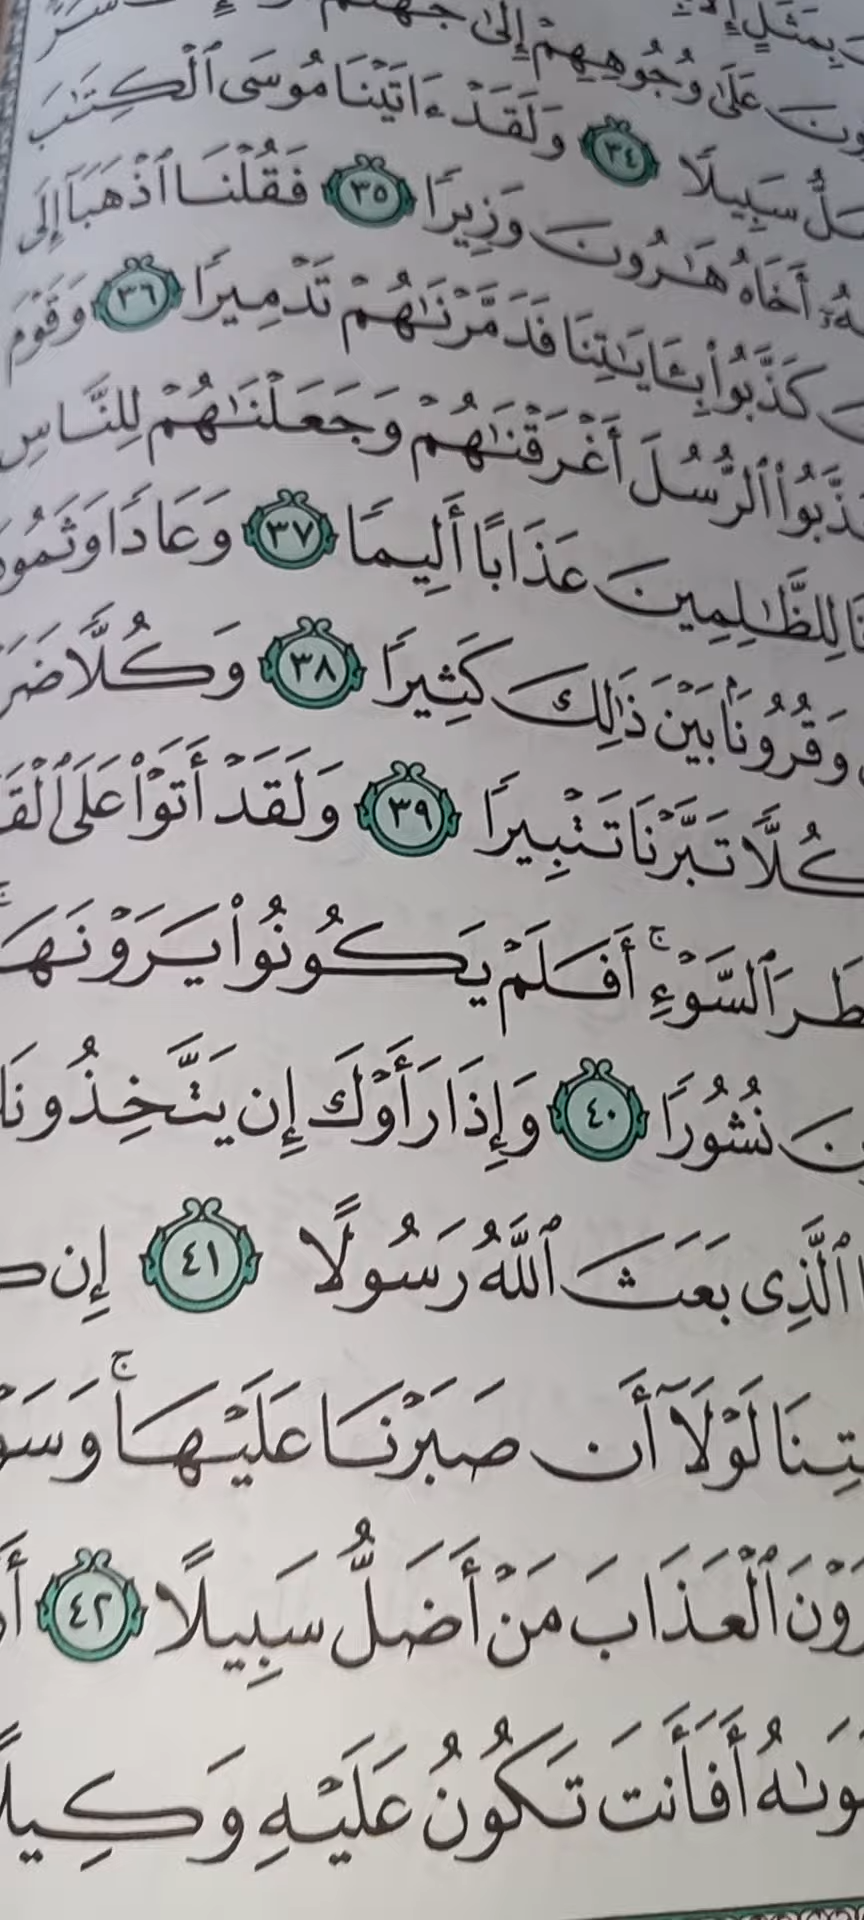 بِمَثَلٍ
عَلَىٰ وُجُوهِهِمْ إِلَىٰ
سَبِيلًا ٣٤ وَلَقَدْ ءَاتَيْنَا مُوسَى ٱلْكِتَٰبَ
أَخَاهُ هَٰرُونَ وَزِيرًا ٣٥ فَقُلْنَا ٱذْهَبَآ إِلَى
كَذَّبُوا۟ بِـَٔايَٰتِنَا فَدَمَّرْنَٰهُمْ تَدْمِيرًا ٣٦ وَقَوْمَ
ٱلرُّسُلَ أَغْرَقْنَٰهُمْ وَجَعَلْنَٰهُمْ لِلنَّاسِ
لِلظَّٰلِمِينَ عَذَابًا أَلِيمًا ٣٧ وَعَادًا وَثَمُو
وَقُرُونًۢا بَيْنَ ذَٰلِكَ كَثِيرًا ٣٨ وَكُلًّا ضَرَ
كُلًّا تَبَّرْنَا تَتْبِيرًا ٣٩ وَلَقَدْ أَتَوْا۟ عَلَى ٱلْقَ
طَرَ ٱلسَّوْءِ ۚ أَفَلَمْ يَكُونُوا۟ يَرَوْنَهَا
نَ نُشُورًا ٤٠ وَإِذَا رَأَوْكَ إِن يَتَّخِذُونَ
ٱلَّذِى بَعَثَ ٱللَّهُ رَسُولًا ٤١ إِن
تِنَا لَوْلَآ أَن صَبَرْنَا عَلَيْهَا ۚ وَسَوْ
رَوْنَ ٱلْعَذَابَ مَنْ أَضَلُّ سَبِيلًا ٤٢ أَ
وَىٰهُ أَفَأَنتَ تَكُونُ عَلَيْهِ وَكِيلًا